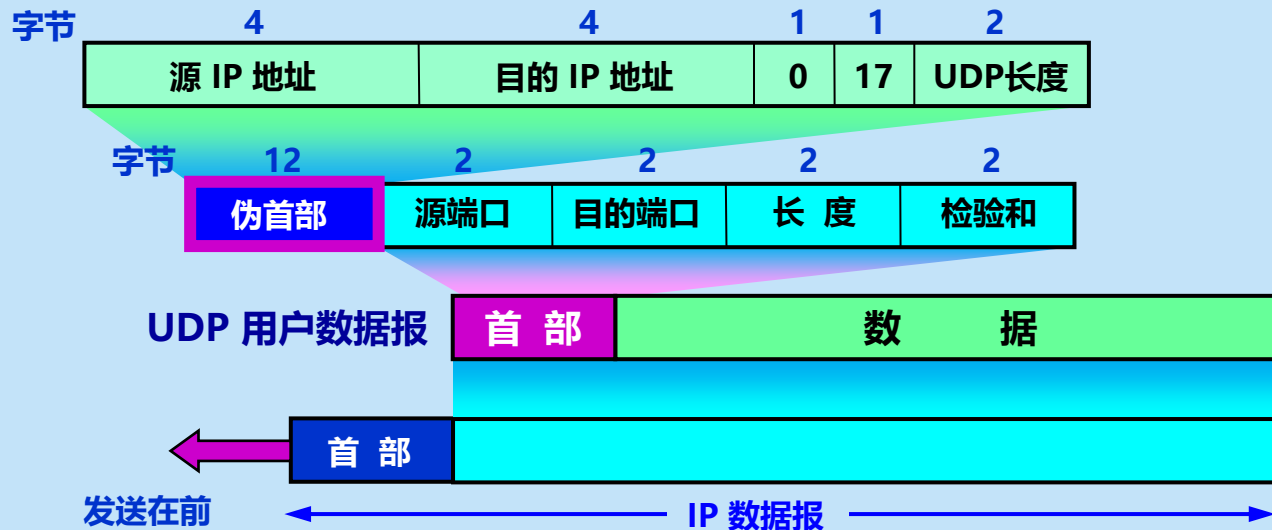 字节 4 4 1 1 2
源 IP 地址 目的 IP 地址 0 17 UDP长度
字节 12 2 2 2 2
伪首部 源端口 目的端口 长 度 检验和
UDP 用户数据报 首 部 数 据
首 部
发送在前 IP 数据报